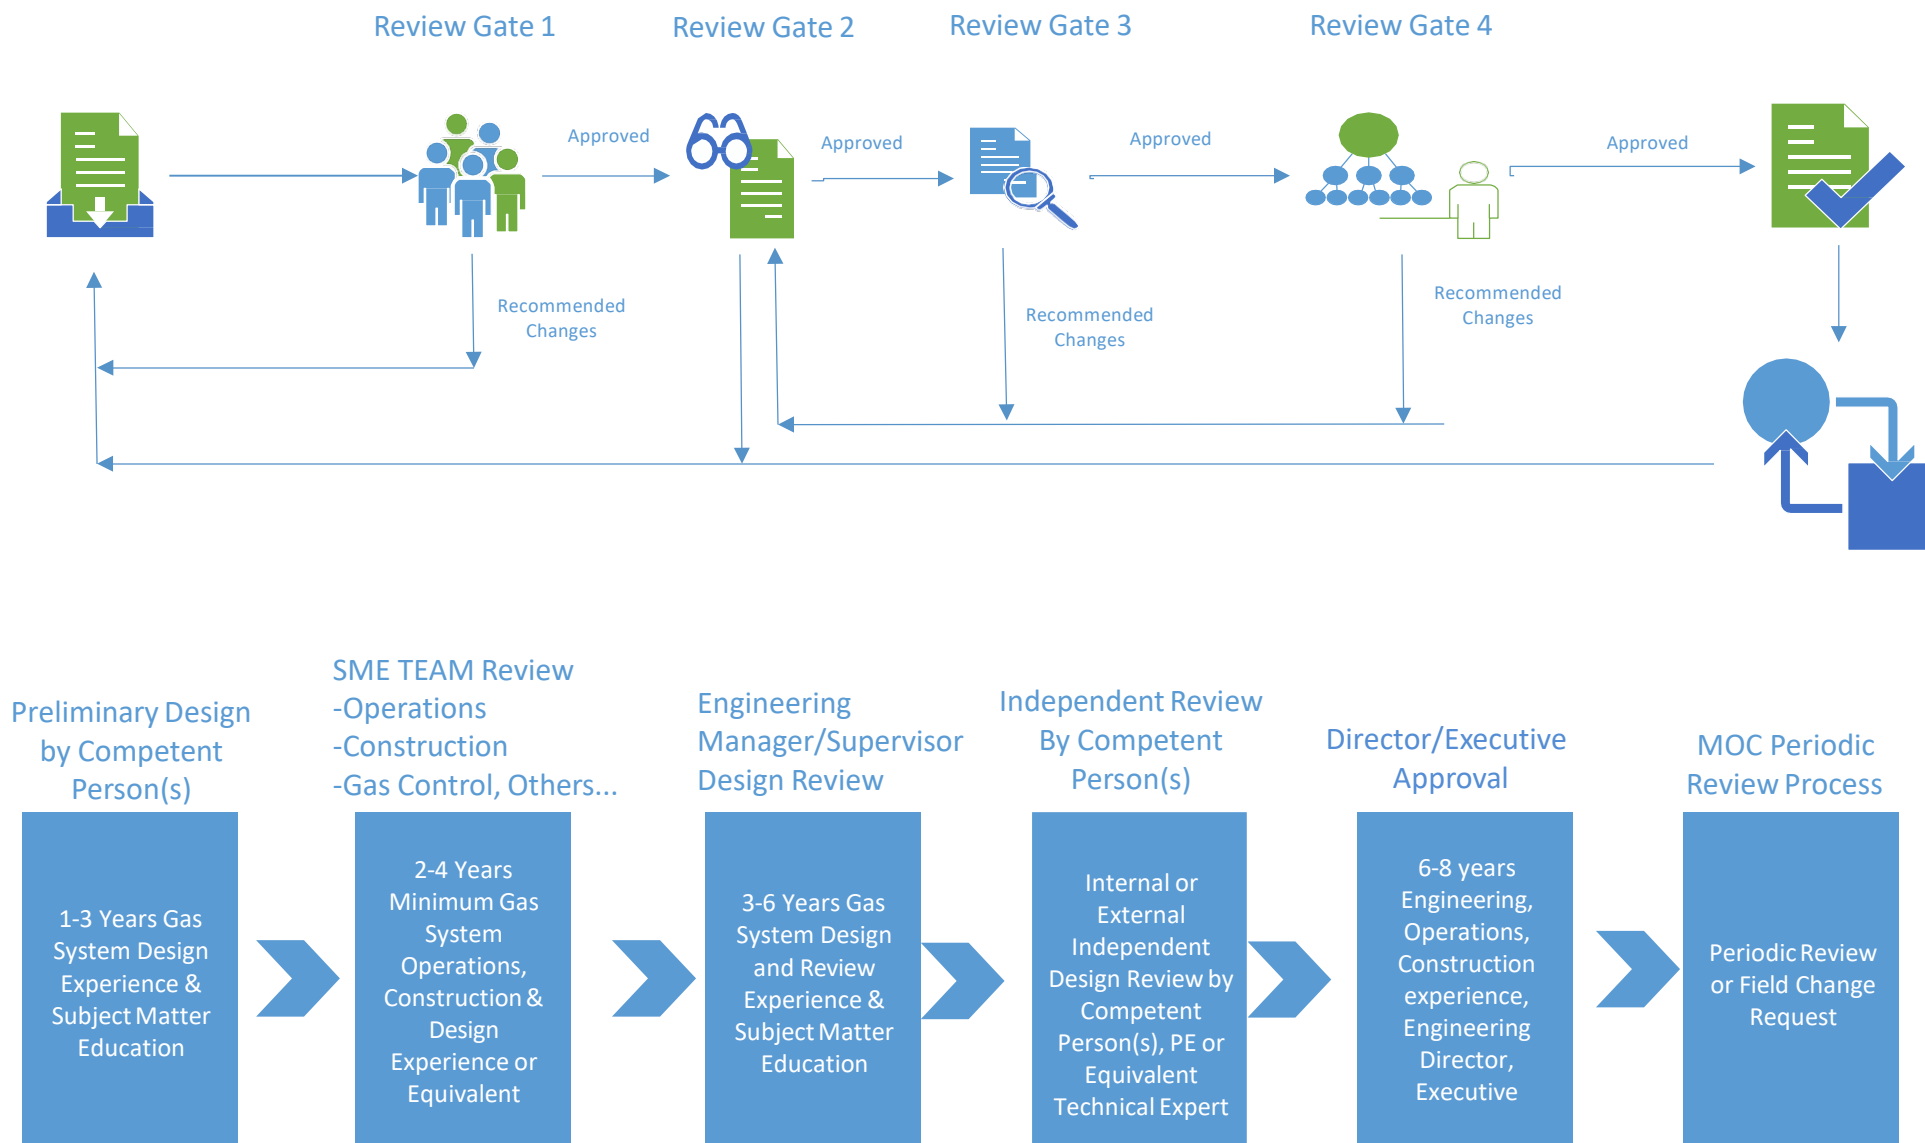 Review Gate 1
Review Gate 2
Review Gate 3
Review Gate 4
Approved
Approved
Approved
Approved
Recommended
Changes
Recommended
Changes
Recommended
Changes
Preliminary Design
by Competent
Person(s)
SME TEAM Review
-Operations
-Construction
-Gas Control, Others...
Engineering
Manager/Supervisor
Design Review
Independent Review
By Competent
Person(s)
Director/Executive
Approval
MOC Periodic
Review Process
1-3 Years Gas
System Design
Experience &
Subject Matter
Education
2-4 Years
Minimum Gas
System
Operations,
Construction &
Design
Experience or
Equivalent
3-6 Years Gas
System Design
and Review
Experience &
Subject Matter
Education
Internal or
External
Independent
Design Review by
Competent
Person(s), PE or
Equivalent
Technical Expert
6-8 years
Engineering,
Operations,
Construction
experience,
Engineering
Director,
Executive
Periodic Review
or Field Change
Request